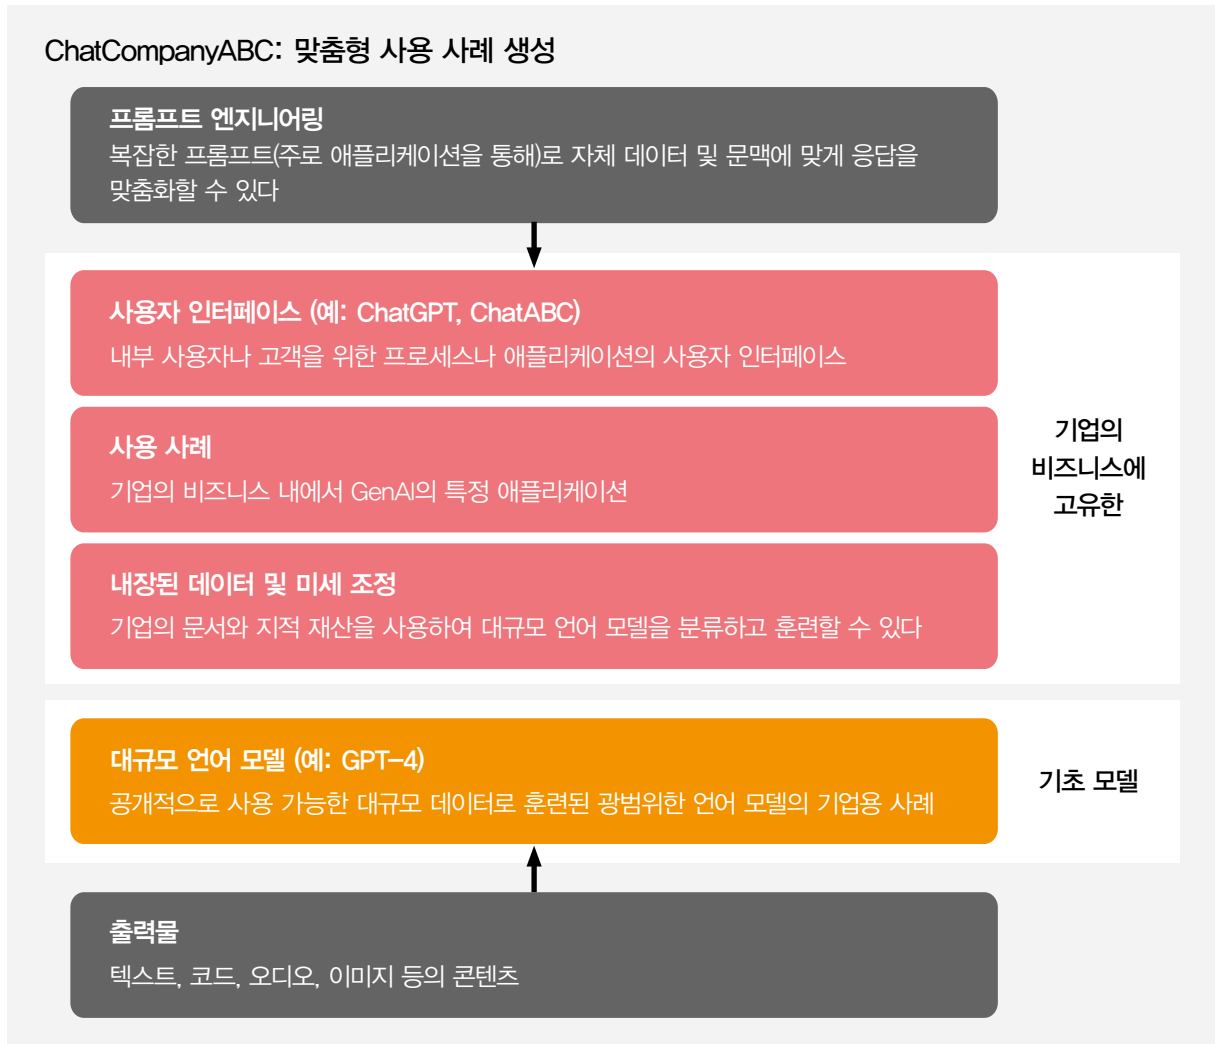 ChatCompanyABC: 맞춤형 사용 사례 생성
프롬프트 엔지니어링
복잡한 프롬프트(주로 애플리케이션을 통해)로 자체 데이터 및 문맥에 맞게 응답을
맞춤화할 수 있다
사용자 인터페이스 (예: ChatGPT, ChatABC)
내부 사용자나 고객을 위한 프로세스나 애플리케이션의 사용자 인터페이스
사용 사례
기업의 비즈니스 내에서 GenAI의 특정 애플리케이션
내장된 데이터 및 미세 조정
기업의 문서와 지적 재산을 사용하여 대규모 언어 모델을 분류하고 훈련할 수 있다
기업의
비즈니스에
고유한
대규모 언어 모델 (예: GPT-4)
공개적으로 사용 가능한 대규모 데이터로 훈련된 광범위한 언어 모델의 기업용 사례
기초 모델
출력물
텍스트, 코드, 오디오, 이미지 등의 콘텐츠